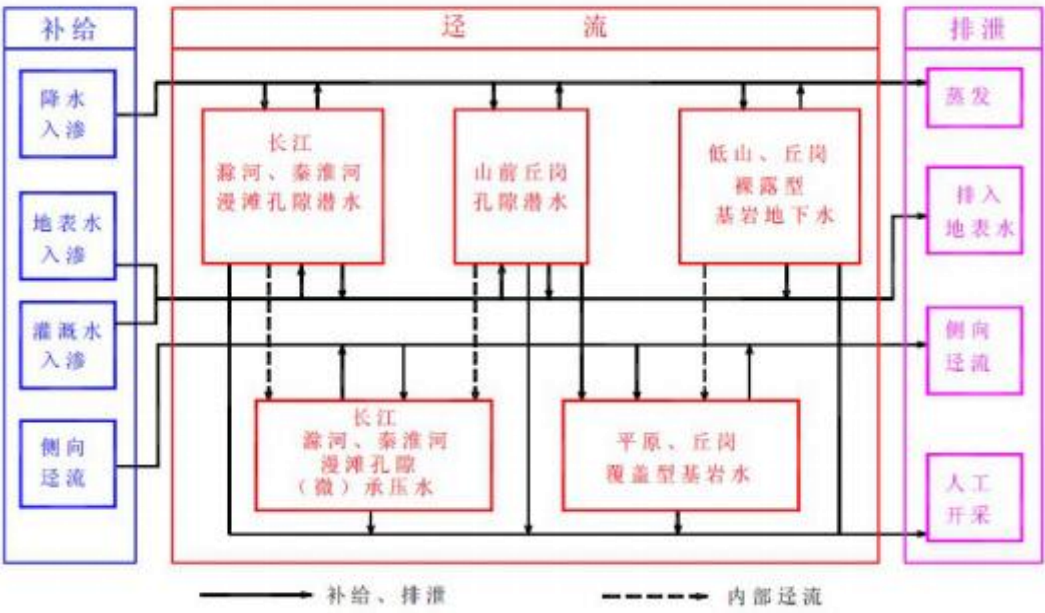 补给
降水
入渗
地表水
入渗
灌溉水
入渗
侧向
迳流
迳 流
长江
滁河、秦淮河
漫滩孔隙潜水
山前丘岗
孔隙潜水
低山、丘岗
裸露型
基岩地下水
长江
滁河、秦淮河
漫滩孔隙
（微）承压水
平原、丘岗
覆盖型基岩水
排泄
蒸发
排入
地表水
侧向
迳流
人工
开采
补给、排泄
内部迳流